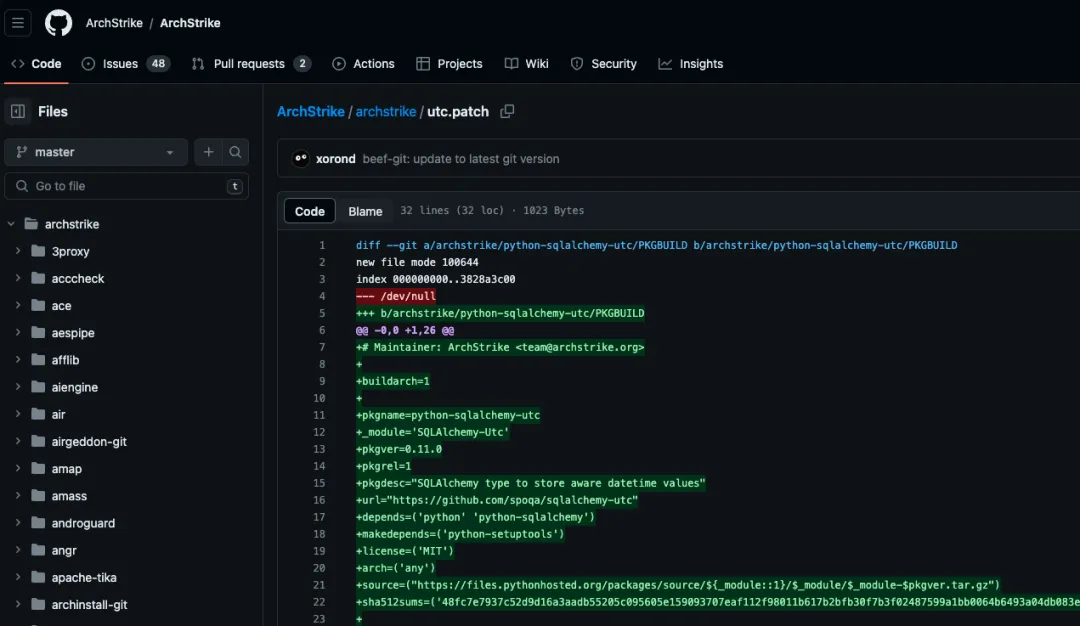 ArchStrike / ArchStrike
Code Issues 48 Pull requests 2 Actions Projects Wiki Security Insights
Files
master
Go to file t
archstrike
3proxy
acccheck
ace
aespipe
afflib
aiengine
air
airgeddon-git
amap
amass
androguard
angr
apache-tika
archinstall-git
ArchStrike / archstrike / utc.patch
xorond beef-git: update to latest git version
Code Blame 32 lines (32 loc) · 1023 Bytes
1 diff --git a/archstrike/python-sqlalchemy-utc/PKGBUILD b/archstrike/python-sqlalchemy-utc/PKGBUILD
2 new file mode 100644
3 index 000000000..3828a3c00
4 --- /dev/null
5 +++ b/archstrike/python-sqlalchemy-utc/PKGBUILD
6 @@ -0,0 +1,26 @@
7 +# Maintainer: ArchStrike <team@archstrike.org>
8 +
9 +buildarch=1
10 +
11 +pkgname=python-sqlalchemy-utc
12 +_module='SQLAlchemy-Utc'
13 +pkgver=0.11.0
14 +pkgrel=1
15 +pkgdesc="SQLAlchemy type to store aware datetime values"
16 +url="https://github.com/spoqa/sqlalchemy-utc"
17 +depends=('python' 'python-sqlalchemy')
18 +makedepends=('python-setuptools')
19 +license=('MIT')
20 +arch=('any')
21 +source=("https://files.pythonhosted.org/packages/source/${_module::1}/$_module/$_module-$pkgver.tar.gz")
22 +sha512sums=('48fc7e7937c52d9d16a3aadb55205c095605e159093707eaf112f98011b617b2bfb30f7b3f02487599a1bb0064b6493a04db083e
23 +